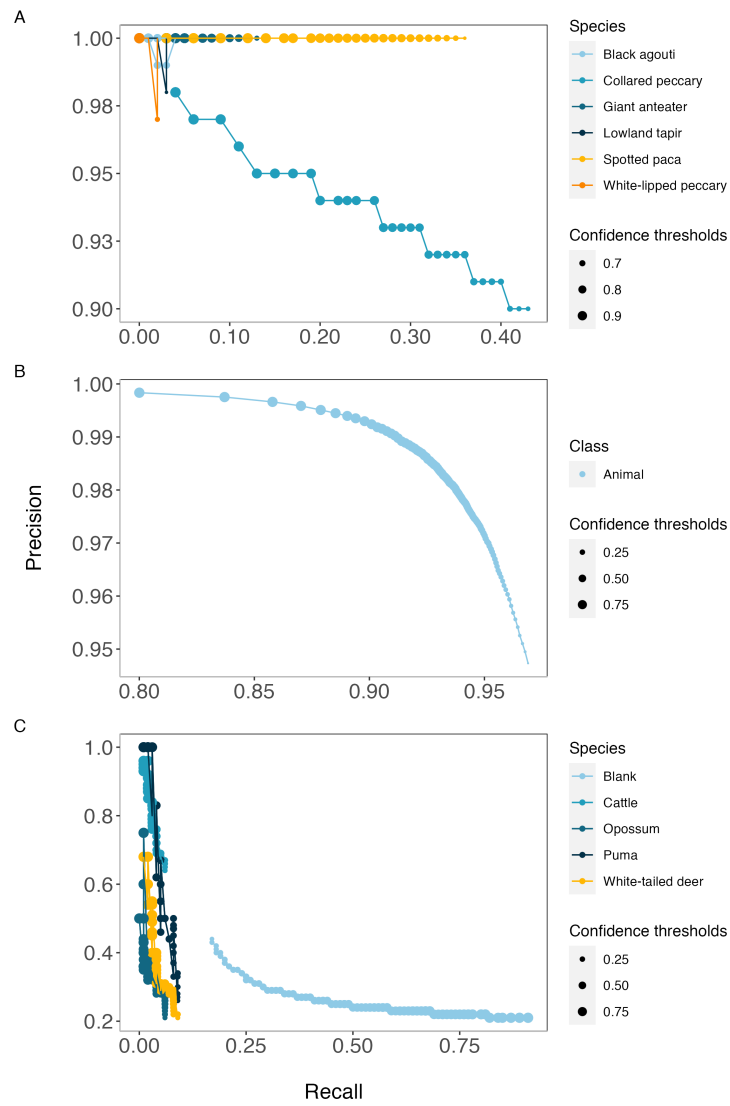 A
1.00
0.98
0.95
0.93
0.90
0.00 0.10 0.20 0.30 0.40
Species
Black agouti
Collared peccary
Giant anteater
Lowland tapir
Spotted paca
White-lipped peccary
Confidence thresholds
0.7
0.8
0.9
B
1.00
0.99
0.98
0.97
0.96
0.95
0.80 0.85 0.90 0.95
Class
Animal
Confidence thresholds
0.25
0.50
0.75
Precision
C
1.0
0.8
0.6
0.4
0.2
0.00 0.25 0.50 0.75
Species
Blank
Cattle
Opossum
Puma
White-tailed deer
Confidence thresholds
0.25
0.50
0.75
Recall